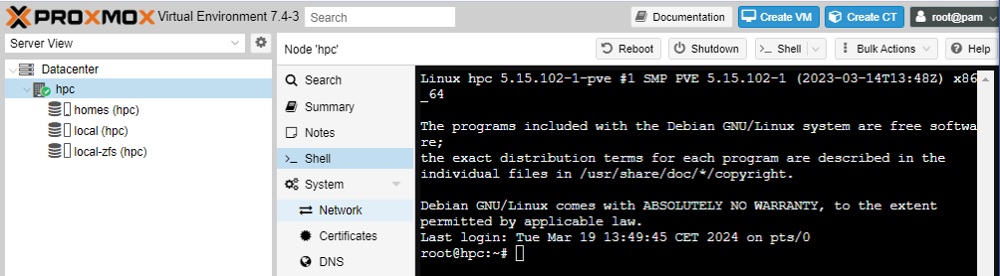 PROXMOX Virtual Environment 7.4-3 Search Documentation Create VM Create CT root@pam
Server View
Datacenter
hpc
homes (hpc)
local (hpc)
local-zfs (hpc)
Node 'hpc' Reboot Shutdown Shell Bulk Actions Help
Search
Summary
Notes
Shell
System
Network
Certificates
DNS
Linux hpc 5.15.102-1-pve #1 SMP PVE 5.15.102-1 (2023-03-14T13:48Z) x86
_64
The programs included with the Debian GNU/Linux system are free softwa
re;
the exact distribution terms for each program are described in the
individual files in /usr/share/doc/*/copyright.
Debian GNU/Linux comes with ABSOLUTELY NO WARRANTY, to the extent
permitted by applicable law.
Last login: Tue Mar 19 13:49:45 CET 2024 on pts/0
root@hpc:~#